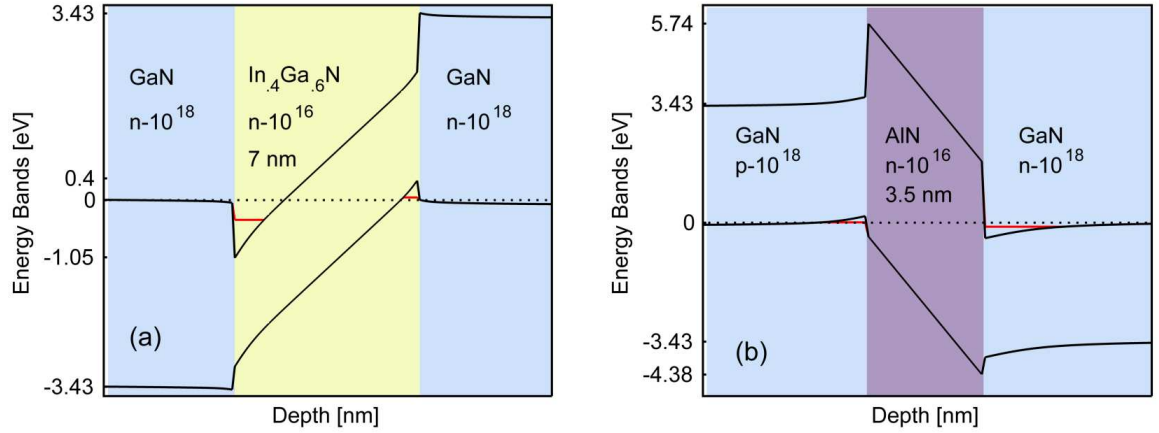 3.43
0.4
0
-1.05
-3.43
Energy Bands [eV]
GaN
n-10^18
In.4Ga.6N
n-10^16
7 nm
GaN
n-10^18
(a)
Depth [nm]
5.74
3.43
0
-3.43
-4.38
Energy Bands [eV]
GaN
p-10^18
AlN
n-10^16
3.5 nm
GaN
n-10^18
(b)
Depth [nm]